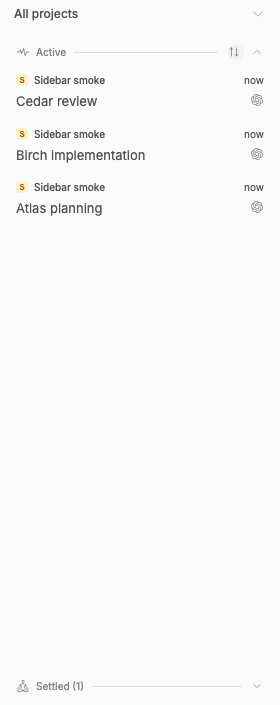 All projects
Active
S Sidebar smoke now
Cedar review
S Sidebar smoke now
Birch implementation
S Sidebar smoke now
Atlas planning
Settled (1)